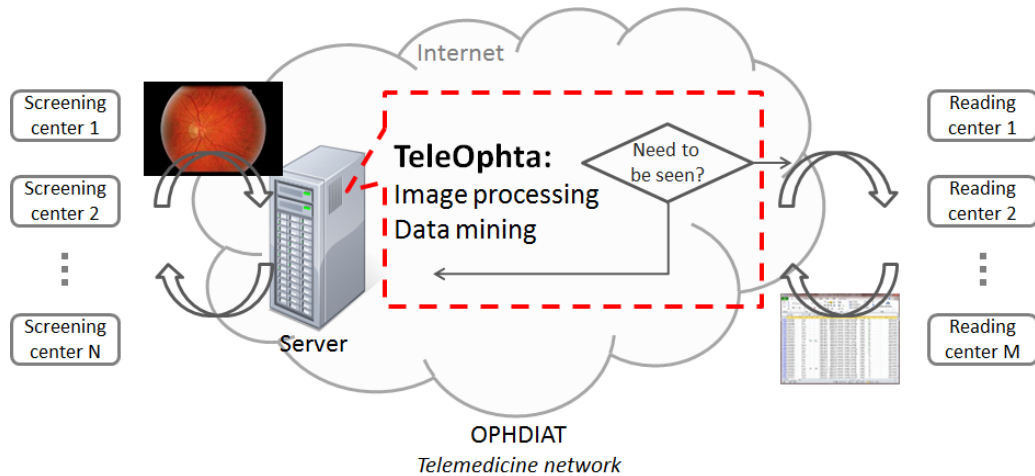 Internet
Screening
center 1
Screening
center 2
Screening
center N
Server
TeleOphta:
Image processing
Data mining
Need to
be seen?
Reading
center 1
Reading
center 2
Reading
center M
OPHDIAT
Telemedicine network